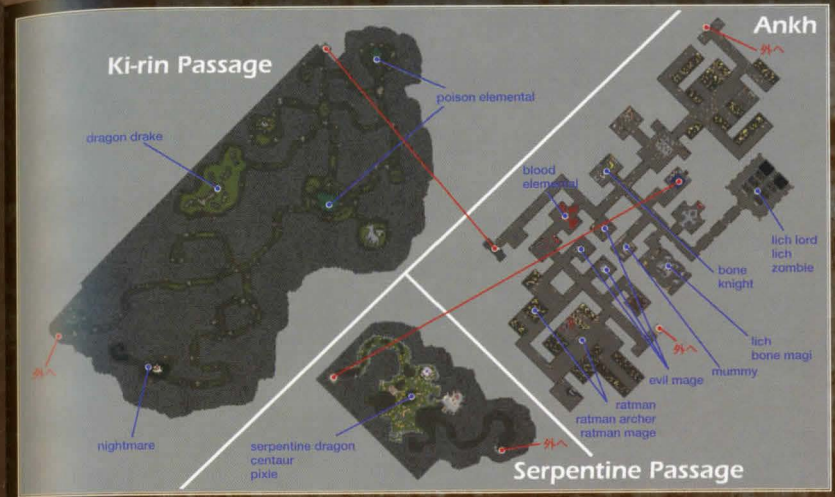 Ki-rin Passage
poison elemental
dragon drake
外へ
nightmare
Ankh
外へ
blood
elemental
bone
knight
lich lord
lich
zombie
lich
bone magi
mummy
外へ
evil mage
ratman
ratman archer
ratman mage
serpentine dragon
centaur
pixie
外へ
Serpentine Passage